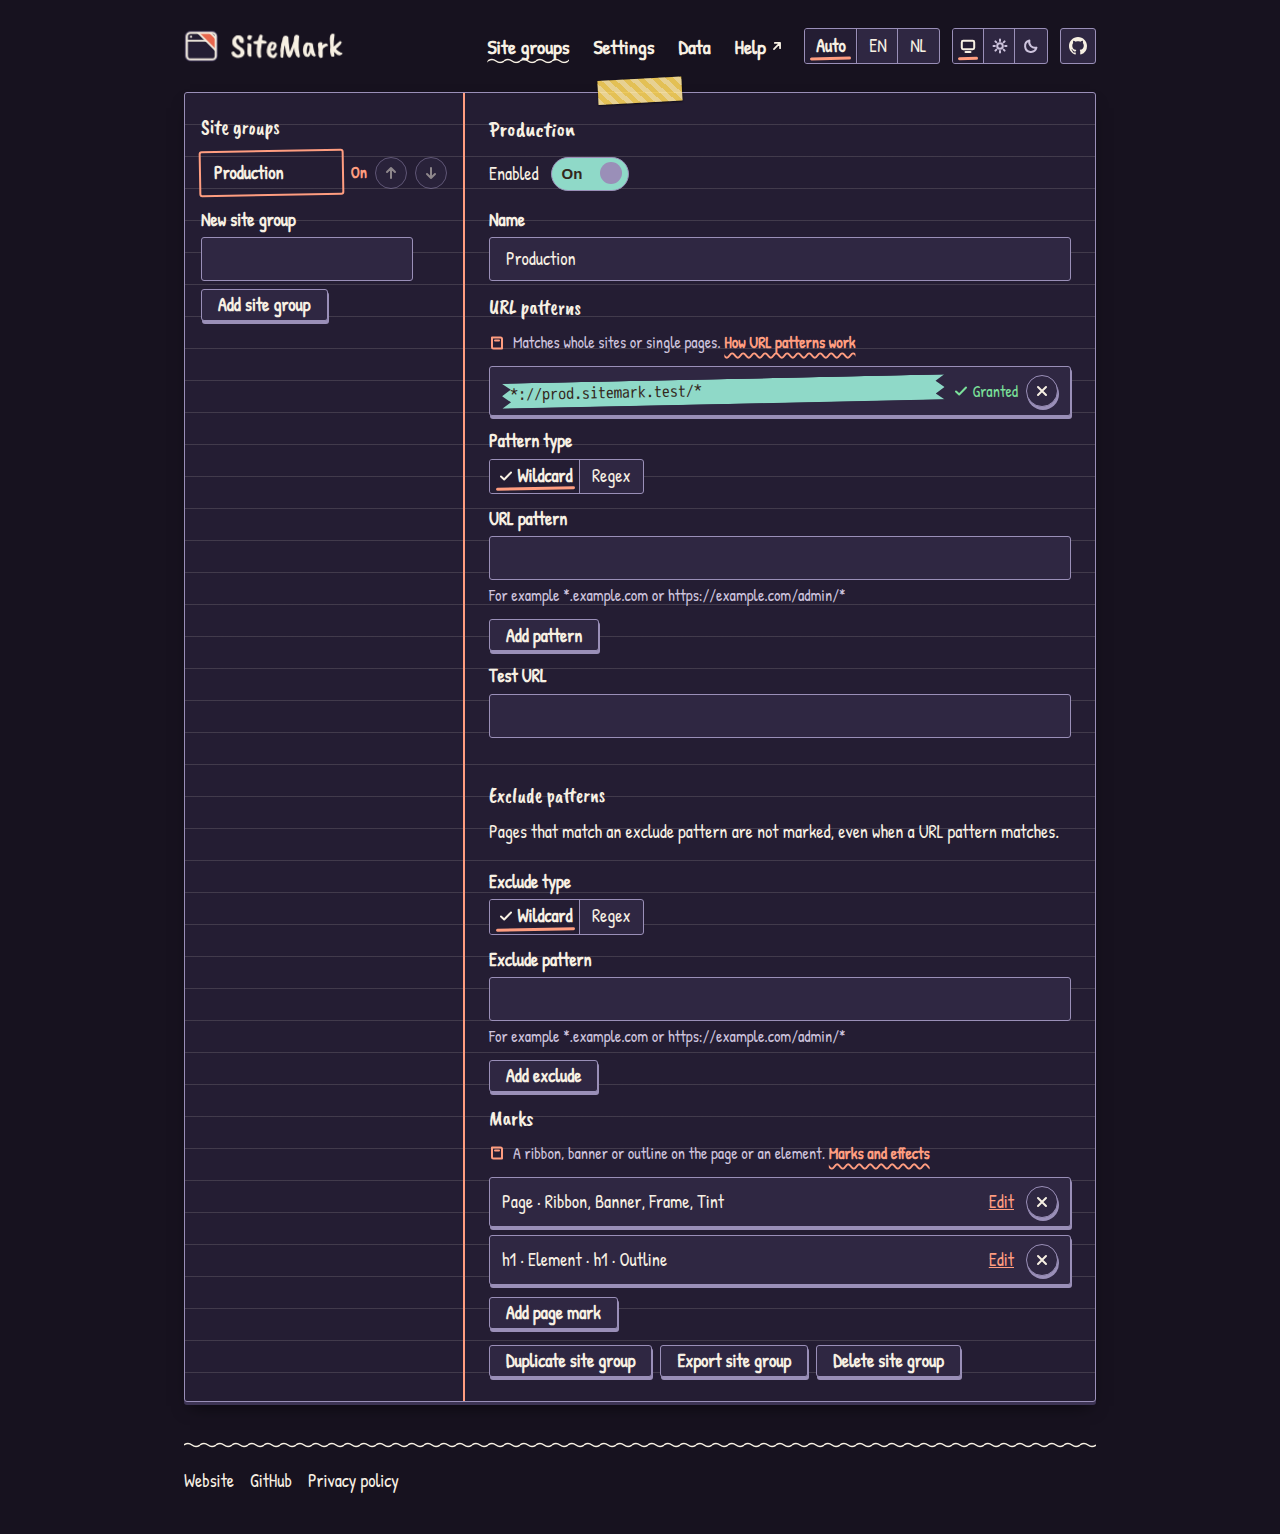 SiteMark
Site groups Settings Data Help Auto EN NL
Site groups
Production On
New site group
Add site group
Production
Enabled On
Name
Production
URL patterns
Matches whole sites or single pages. How URL patterns work
*://prod.sitemark.test/* Granted
Pattern type
Wildcard Regex
URL pattern
For example *.example.com or https://example.com/admin/*
Add pattern
Test URL
Exclude patterns
Pages that match an exclude pattern are not marked, even when a URL pattern matches.
Exclude type
Wildcard Regex
Exclude pattern
For example *.example.com or https://example.com/admin/*
Add exclude
Marks
A ribbon, banner or outline on the page or an element. Marks and effects
Page · Ribbon, Banner, Frame, Tint Edit
h1 · Element · h1 · Outline Edit
Add page mark
Duplicate site group Export site group Delete site group
Website GitHub Privacy policy